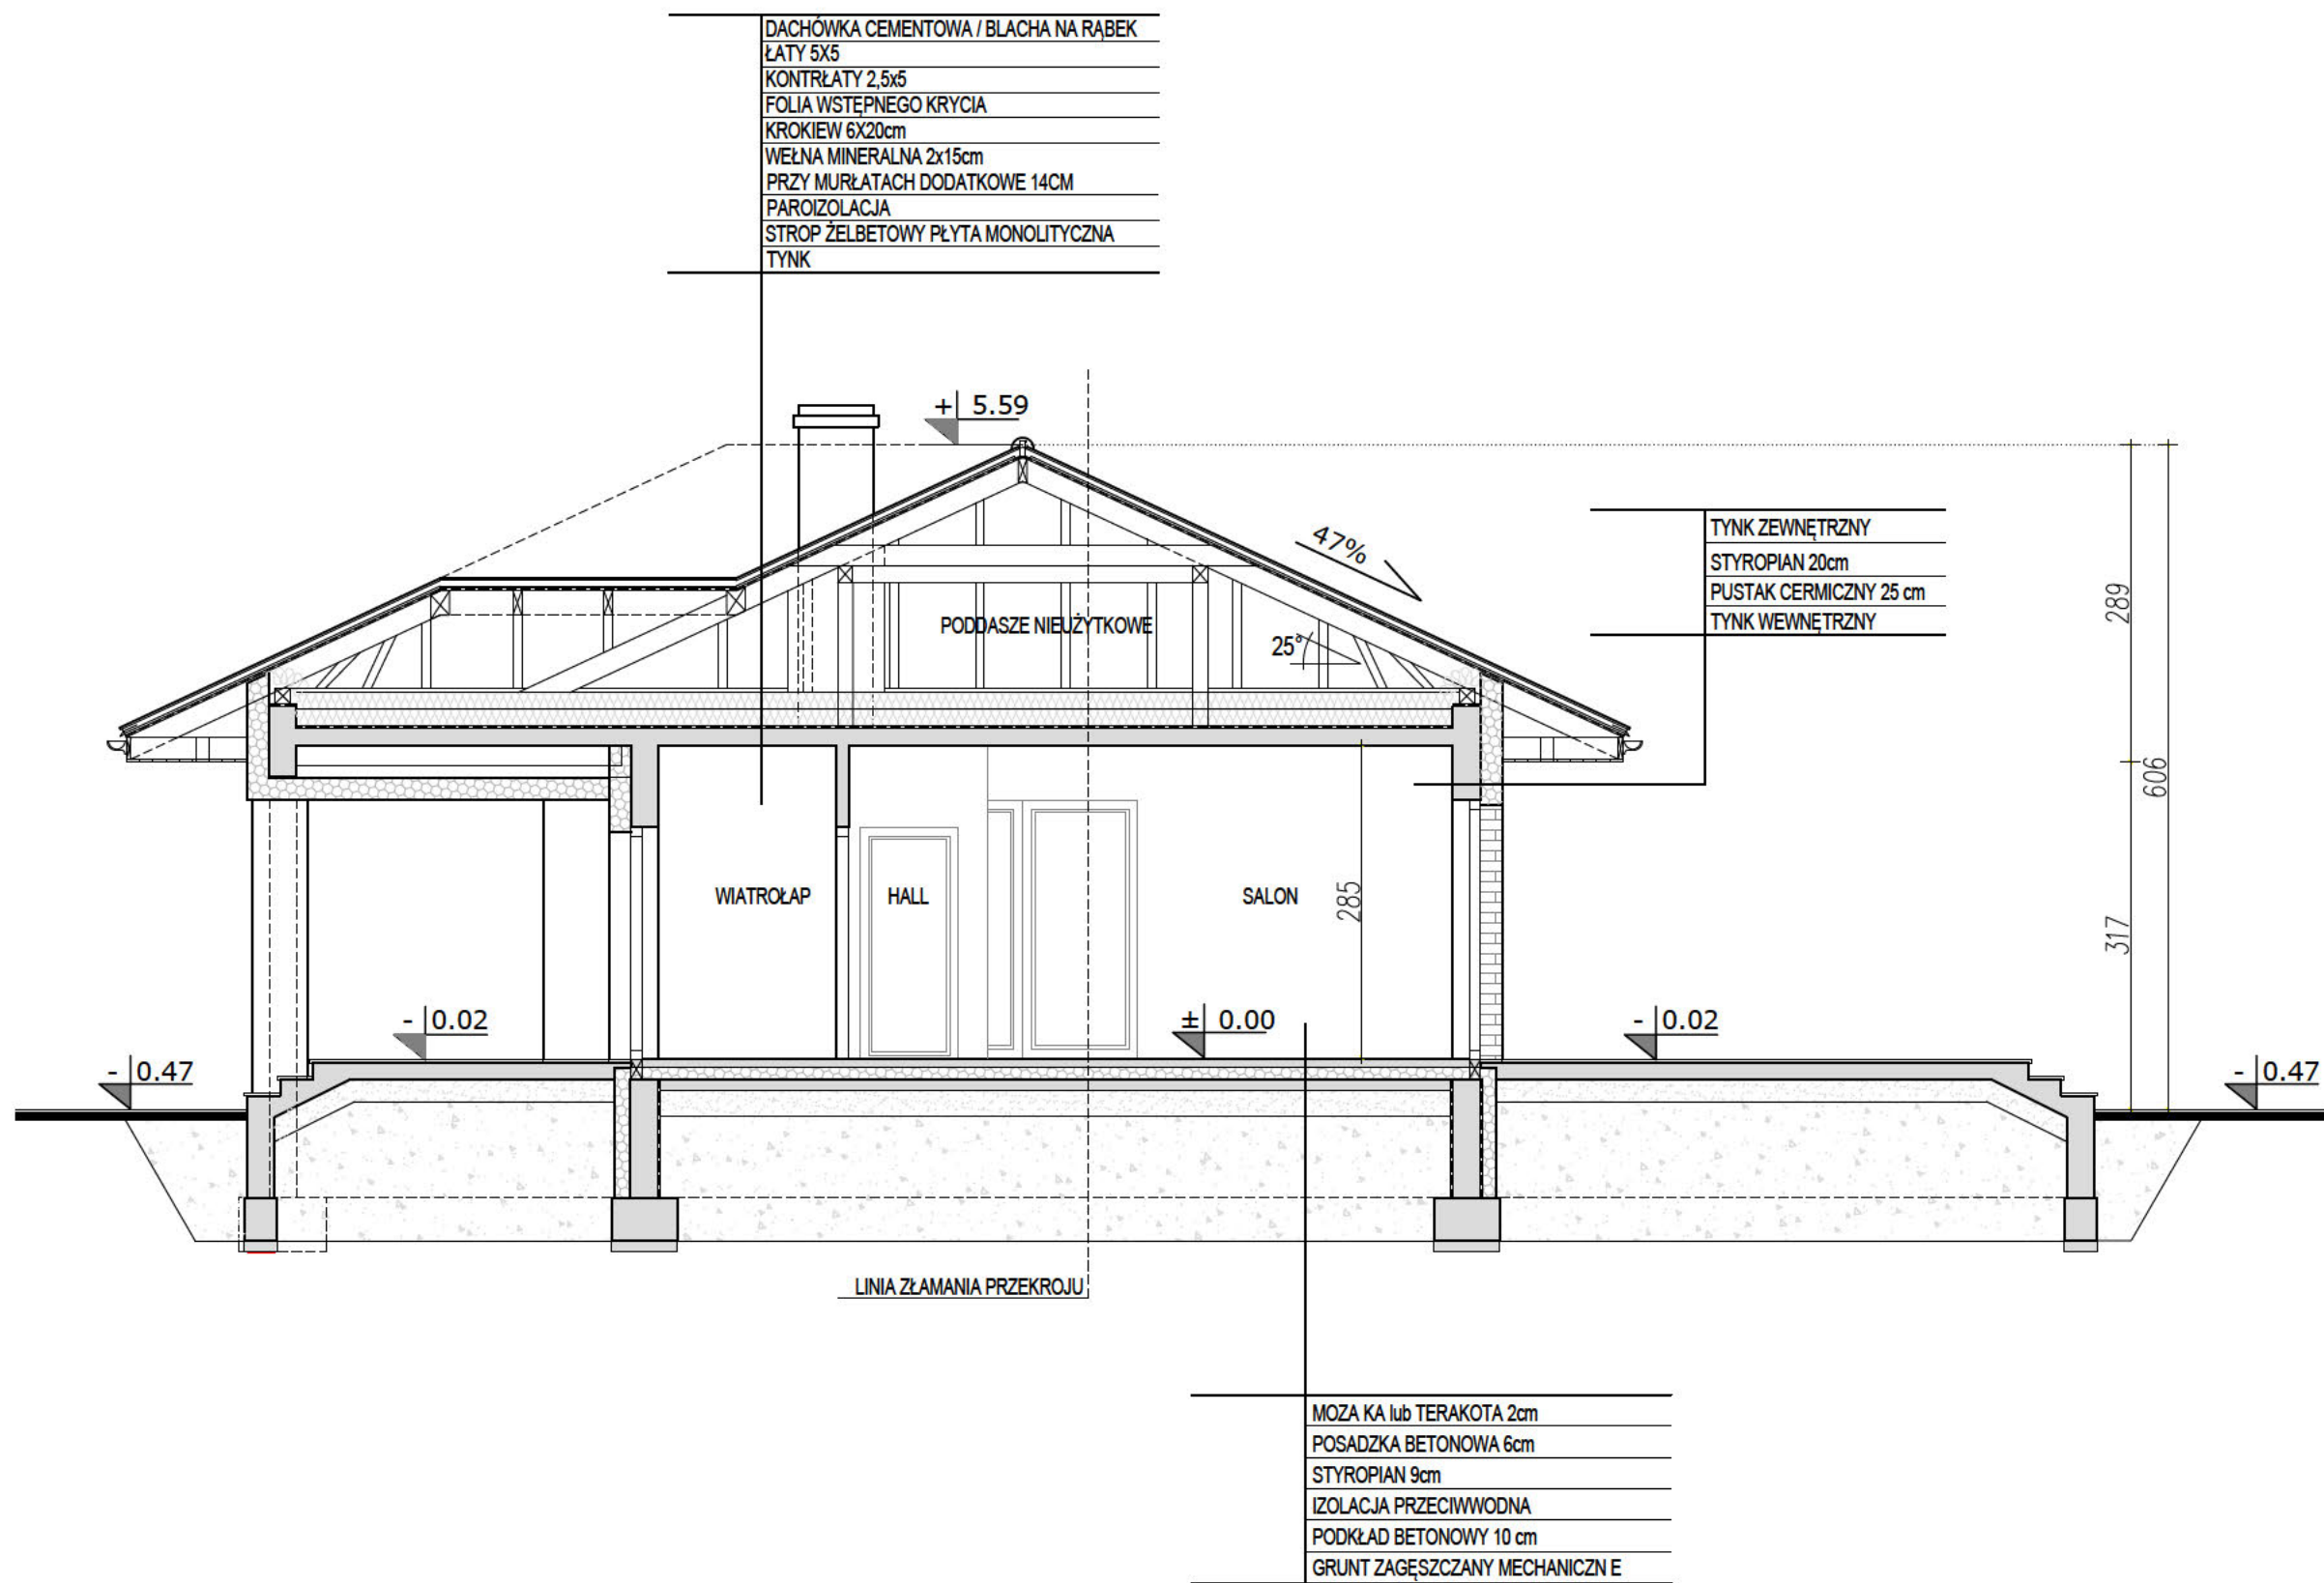 DACHÓWKA CEMENTOWA / BLACHA NA RĄBEK
ŁATY 5X5
KONTRŁATY 2,5x5
FOLIA WSTĘPNEGO KRYCIA
KROKIEW 6X20cm
WEŁNA MINERALNA 2x15cm
PRZY MURŁATACH DODATKOWE 14CM
PAROIZOLACJA
STROP ŻELBETOWY PŁYTA MONOLITYCZNA
TYNK
+ 5.59
47%
TYNK ZEWNĘTRZNY
STYROPIAN 20cm
PUSTAK CERMICZNY 25 cm
TYNK WEWNĘTRZNY
289
PODDASZE NIEUŻYTKOWE
25°
606
WIATROŁAP
HALL
SALON
285
317
- 0.02
± 0.00
- 0.02
- 0.47
- 0.47
LINIA ZŁAMANIA PRZEKROJU
MOZA KA lub TERAKOTA 2cm
POSADZKA BETONOWA 6cm
STYROPIAN 9cm
IZOLACJA PRZECIWWODNA
PODKŁAD BETONOWY 10 cm
GRUNT ZAGĘSZCZANY MECHANICZN E